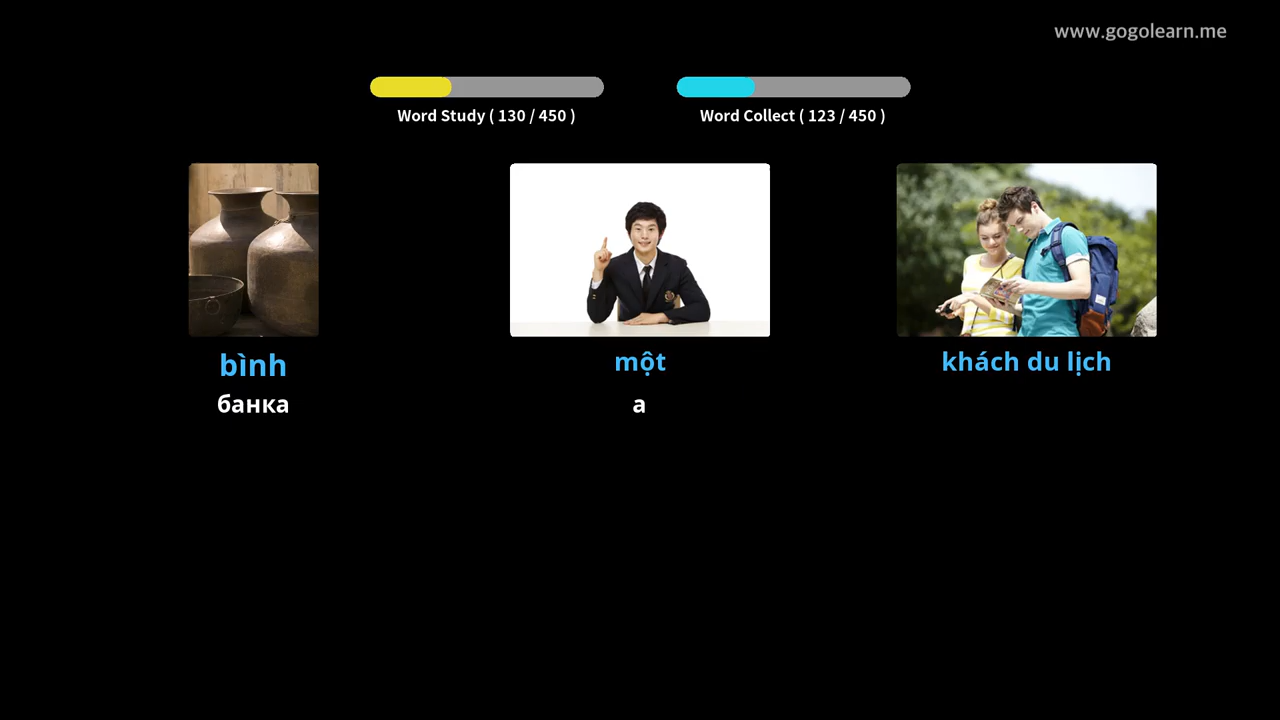 www.gogolearn.me
Word Study ( 130 / 450 )
Word Collect ( 123 / 450 )
bình
một
khách du lịch
банка
a